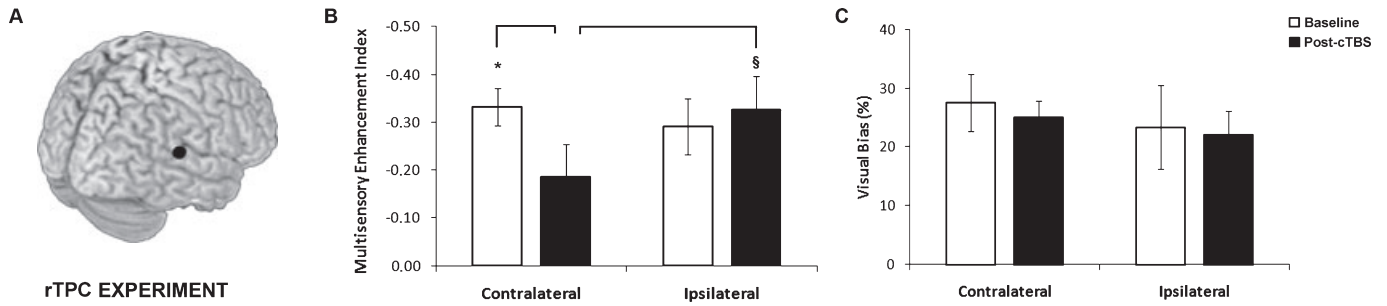 A
rTPC EXPERIMENT
B
Multisensory Enhancement Index
-0.50
-0.40
-0.30
-0.20
-0.10
0.00
*
§
Contralateral
Ipsilateral
C
Visual Bias (%)
40
30
20
10
0
Contralateral
Ipsilateral
Baseline
Post-cTBS